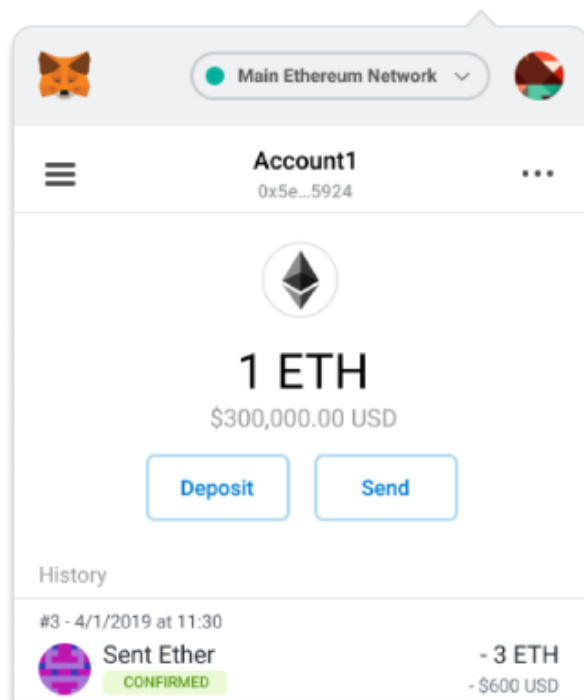 Main Ethereum Network
Account1
0x5e...5924
1 ETH
$300,000.00 USD
Deposit Send
History
#3 - 4/1/2019 at 11:30
Sent Ether - 3 ETH
CONFIRMED - $600 USD